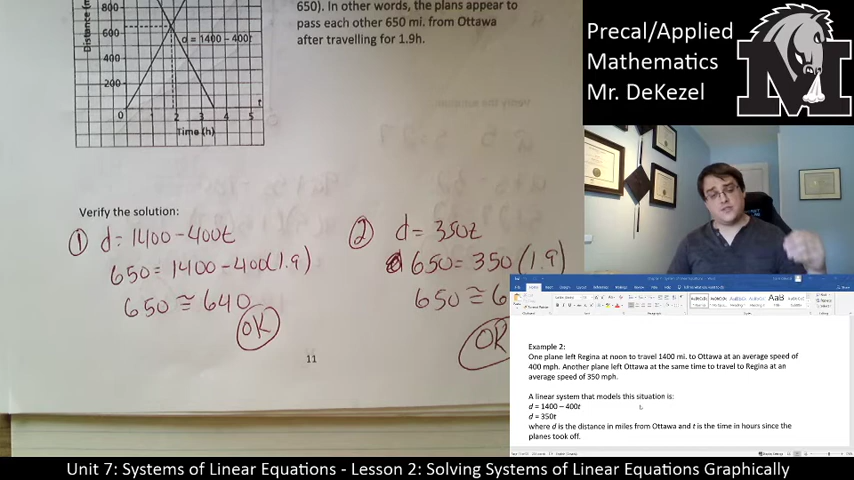 800
600
400
200
0
1
2
3
4
5
t
Time (h)
d = 1400 – 400t
650). In other words, the plans appear to
pass each other 650 mi. from Ottawa
after travelling for 1.9h.
Verify the solution:
① d = 1400 - 400t
650 = 1400 - 400(1.9)
650 ≅ 640
OK
② d = 350t
650 = 350(1.9)
650 ≅ 6
OK
11
Precal/Applied
Mathematics
Mr. DeKezel
Example 2:
One plane left Regina at noon to travel 1400 mi. to Ottawa at an average speed of
400 mph. Another plane left Ottawa at the same time to travel to Regina at an
average speed of 350 mph.
A linear system that models this situation is:
d = 1400 – 400t
d = 350t
where d is the distance in miles from Ottawa and t is the time in hours since the
planes took off.
Unit 7: Systems of Linear Equations - Lesson 2: Solving Systems of Linear Equations Graphically